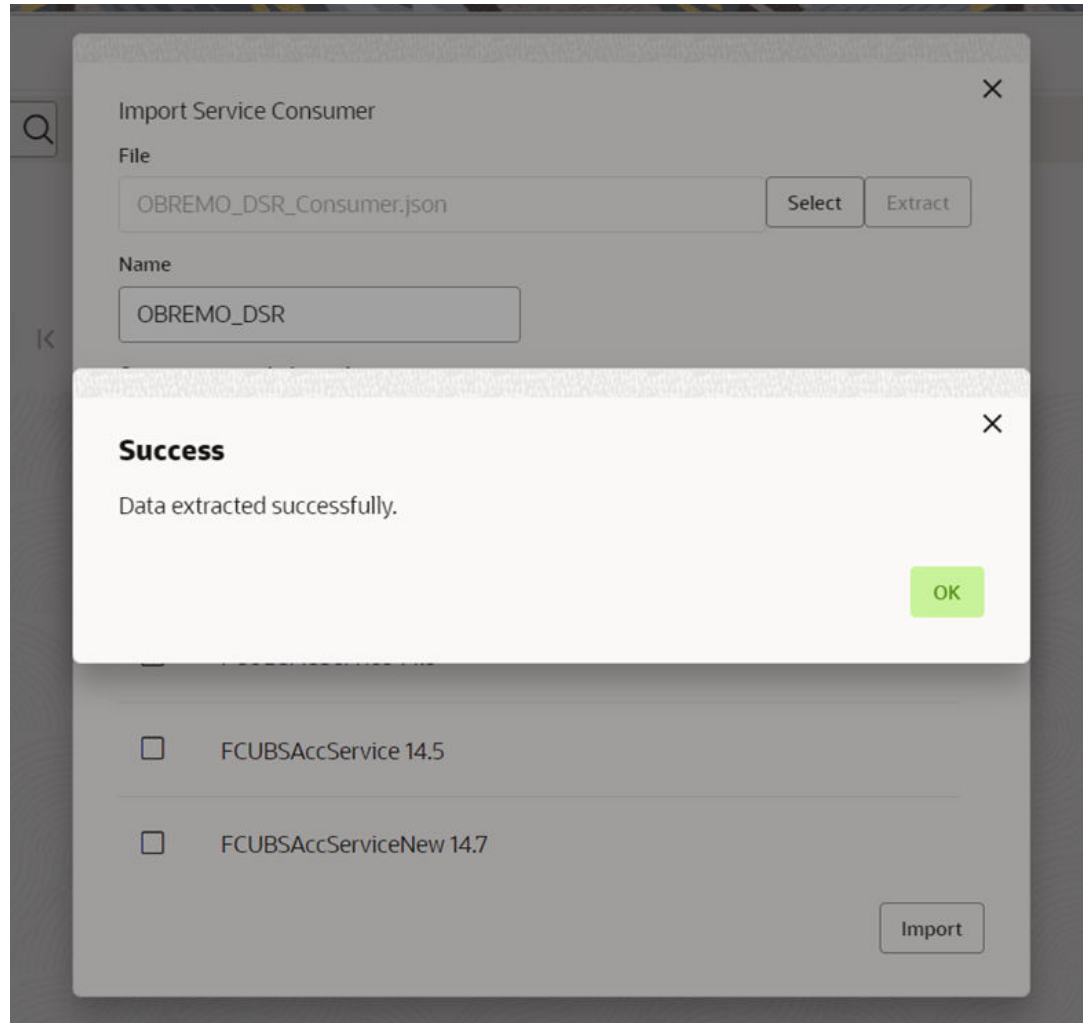 Import Service Consumer
File
OBREMO_DSR_Consumer.json
Select
Extract
Name
OBREMO_DSR
Success
Data extracted successfully.
OK
FCUBSAccService 14.5
FCUBSAccServiceNew 14.7
Import